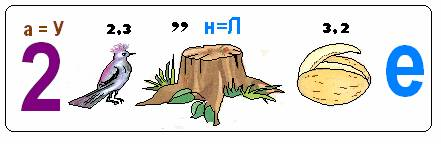 а = У 2,3 ,, н=Л 3, 2
2 е